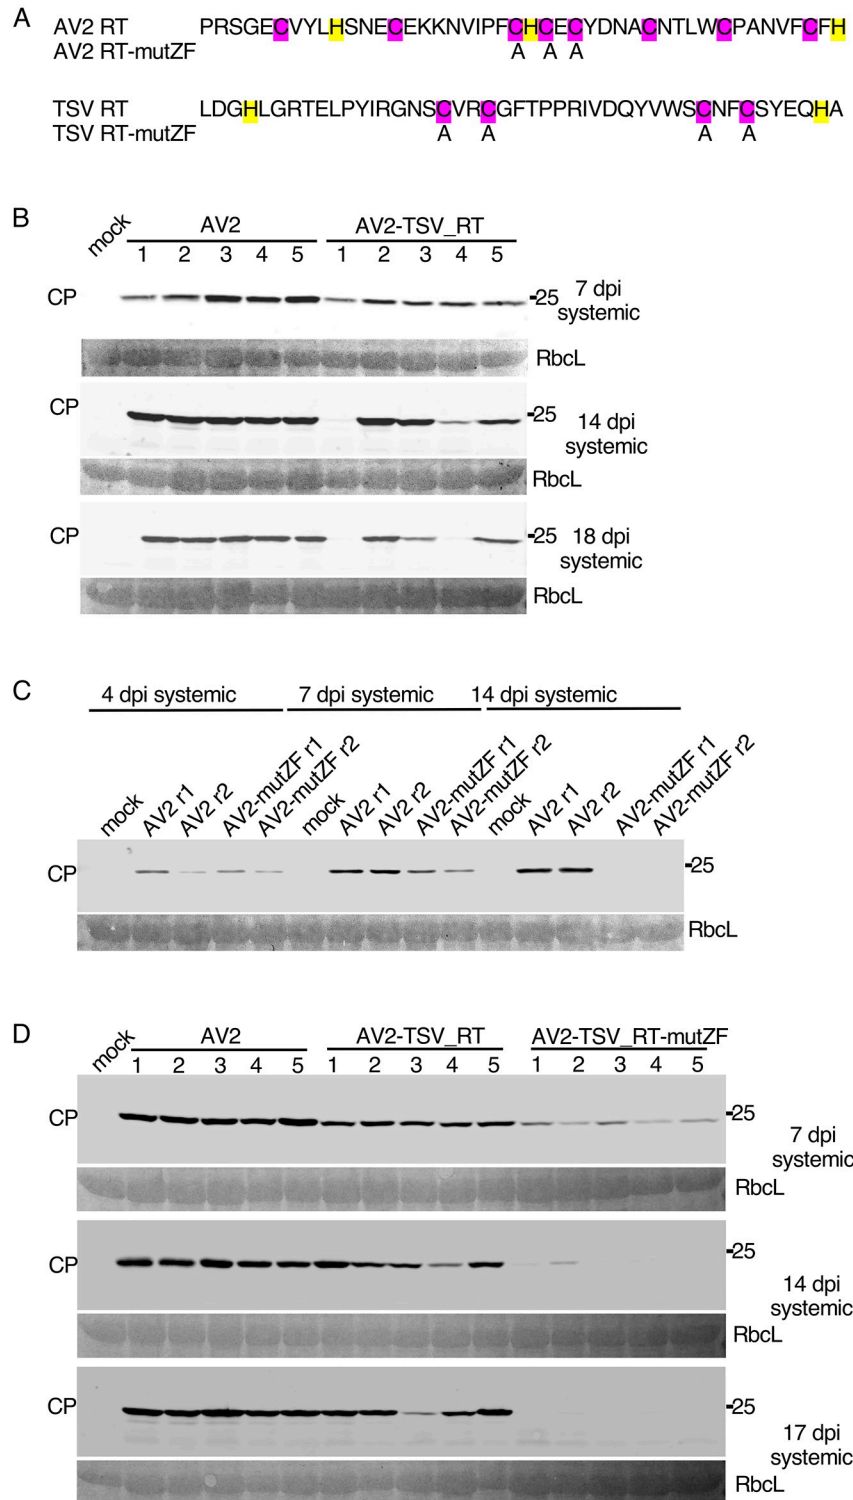 A
AV2 RT PRSGECVYLHSNECEKKNVIPFCHCECYDNACNTLWCPANVFCFH
AV2 RT-mutZF A A A
TSV RT LDGHLGRTELPYIRGNSCVRCGFTPPRIVDQYVWSCNFCSYEQHA
TSV RT-mutZF A A A A
B
mock AV2 AV2-TSV_RT
1 2 3 4 5 1 2 3 4 5
CP -25 7 dpi systemic
RbcL
CP -25 14 dpi systemic
RbcL
CP -25 18 dpi systemic
RbcL
C
4 dpi systemic 7 dpi systemic 14 dpi systemic
mock AV2 r1 AV2 r2 AV2-mutZF r1 AV2-mutZF r2 mock AV2 r1 AV2 r2 AV2-mutZF r1 AV2-mutZF r2 mock AV2 r1 AV2 r2 AV2-mutZF r1 AV2-mutZF r2
CP -25
RbcL
D
mock AV2 AV2-TSV_RT AV2-TSV_RT-mutZF
1 2 3 4 5 1 2 3 4 5 1 2 3 4 5
CP -25
7 dpi systemic
RbcL
CP -25
14 dpi systemic
RbcL
CP -25
17 dpi systemic
RbcL